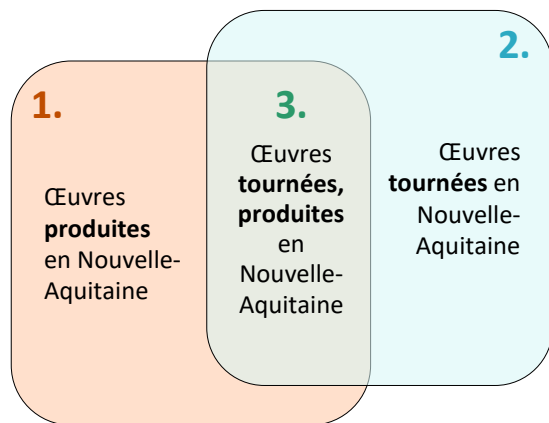 1.
Œuvres
produites
en Nouvelle-
Aquitaine
3.
Œuvres
tournées,
produites
en
Nouvelle-
Aquitaine
2.
Œuvres
tournées en
Nouvelle-
Aquitaine